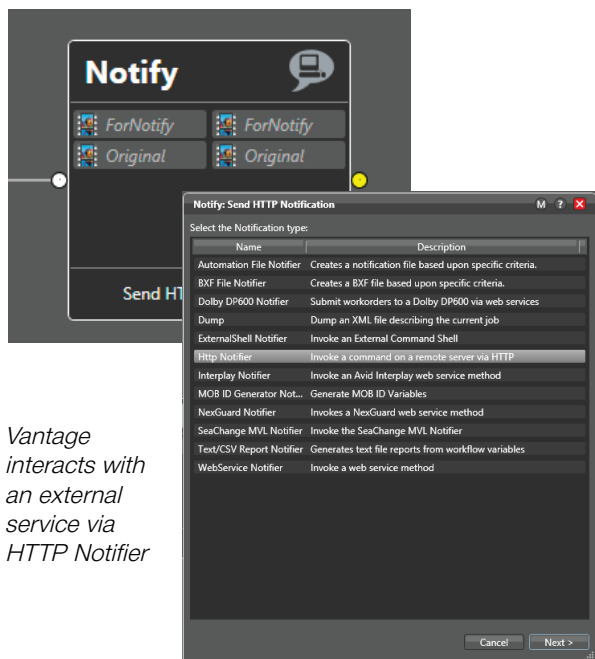 Notify
ForNotify ForNotify
Original Original
Send HT
Notify: Send HTTP Notification M ? X
Select the Notification type:
Name Description
Automation File Notifier Creates a notification file based upon specific criteria.
BXF File Notifier Creates a BXF file based upon specific criteria.
Dolby DP600 Notifier Submit workorders to a Dolby DP600 via web services
Dump Dump an XML file describing the current job
ExternalShell Notifier Invoke an External Command Shell
Http Notifier Invoke a command on a remote server via HTTP
Interplay Notifier Invoke an Avid Interplay web service method
MOB ID Generator Not... Generate MOB ID Variables
NexGuard Notifier Invokes a NexGuard web service method
SeaChange MVL Notifier Invoke the SeaChange MVL Notifier
Text/CSV Report Notifier Generates text file reports from workflow variables
WebService Notifier Invoke a web service method
Cancel Next >
Vantage
interacts with
an external
service via
HTTP Notifier